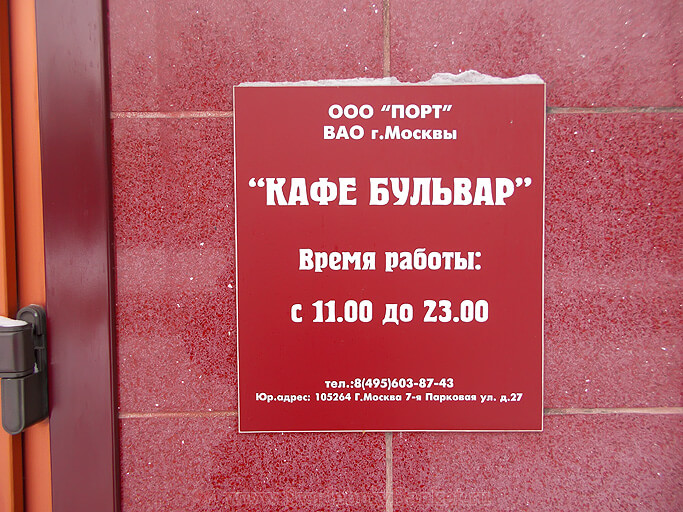 ООО "ПОРТ"
ВАО г.Москвы
"КАФЕ БУЛЬВАР"
Время работы:
с 11.00 до 23.00
тел.:8(495)603-87-43
Юр.адрес: 105264 Г.Москва 7-я Парковая ул. д.27